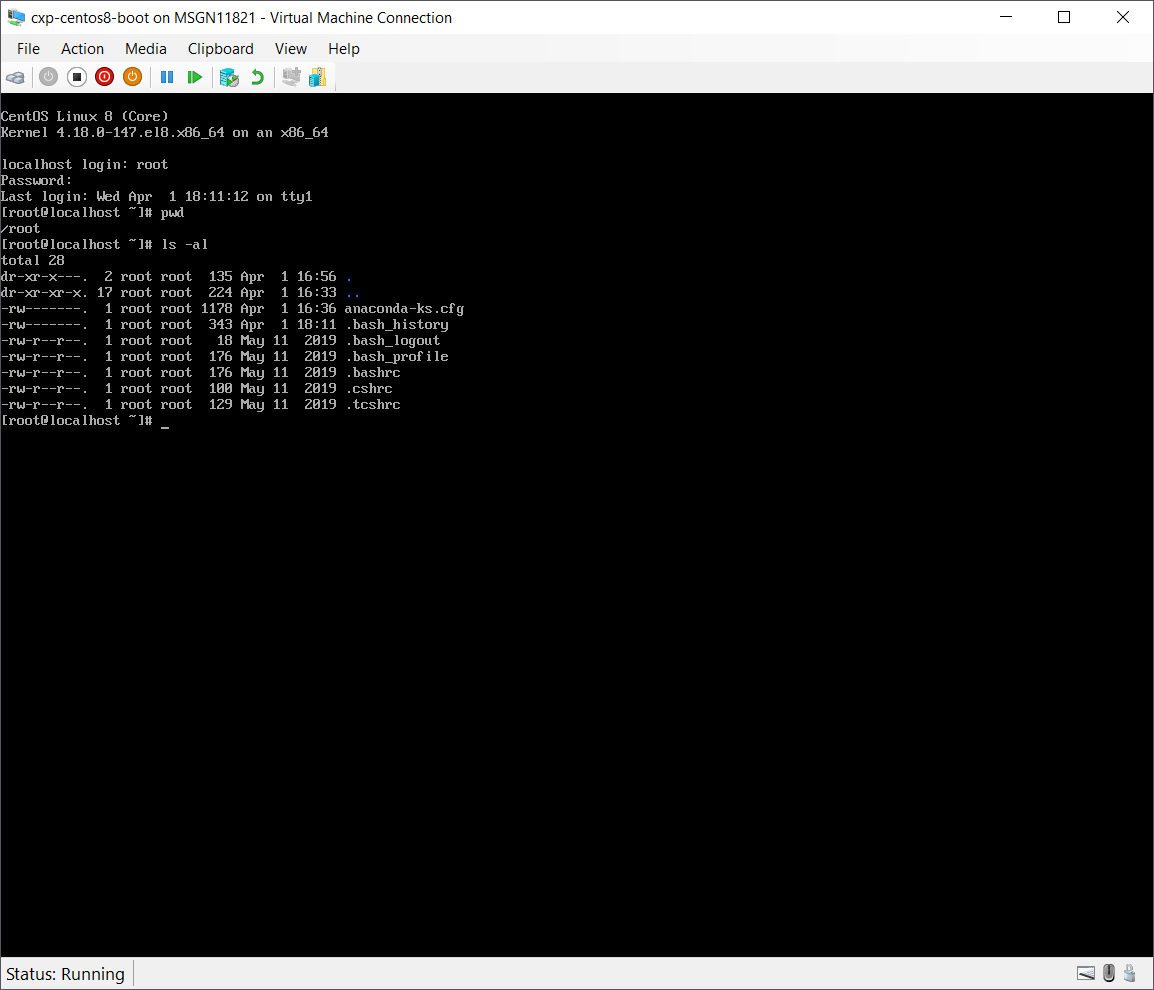 cxp-centos8-boot on MSGN11821 - Virtual Machine Connection
File Action Media Clipboard View Help
CentOS Linux 8 (Core)
Kernel 4.18.0-147.el8.x86_64 on an x86_64
localhost login: root
Password:
Last login: Wed Apr  1 18:11:12 on tty1
[root@localhost ~]# pwd
/root
[root@localhost ~]# ls -al
total 28
dr-xr-x---.  2 root root  135 Apr  1 16:56 .
dr-xr-xr-x. 17 root root  224 Apr  1 16:33 ..
-rw-------.  1 root root 1178 Apr  1 16:36 anaconda-ks.cfg
-rw-------.  1 root root  343 Apr  1 18:11 .bash_history
-rw-r--r--.  1 root root   18 May 11  2019 .bash_logout
-rw-r--r--.  1 root root  176 May 11  2019 .bash_profile
-rw-r--r--.  1 root root  176 May 11  2019 .bashrc
-rw-r--r--.  1 root root  100 May 11  2019 .cshrc
-rw-r--r--.  1 root root  129 May 11  2019 .tcshrc
[root@localhost ~]# _
Status: Running